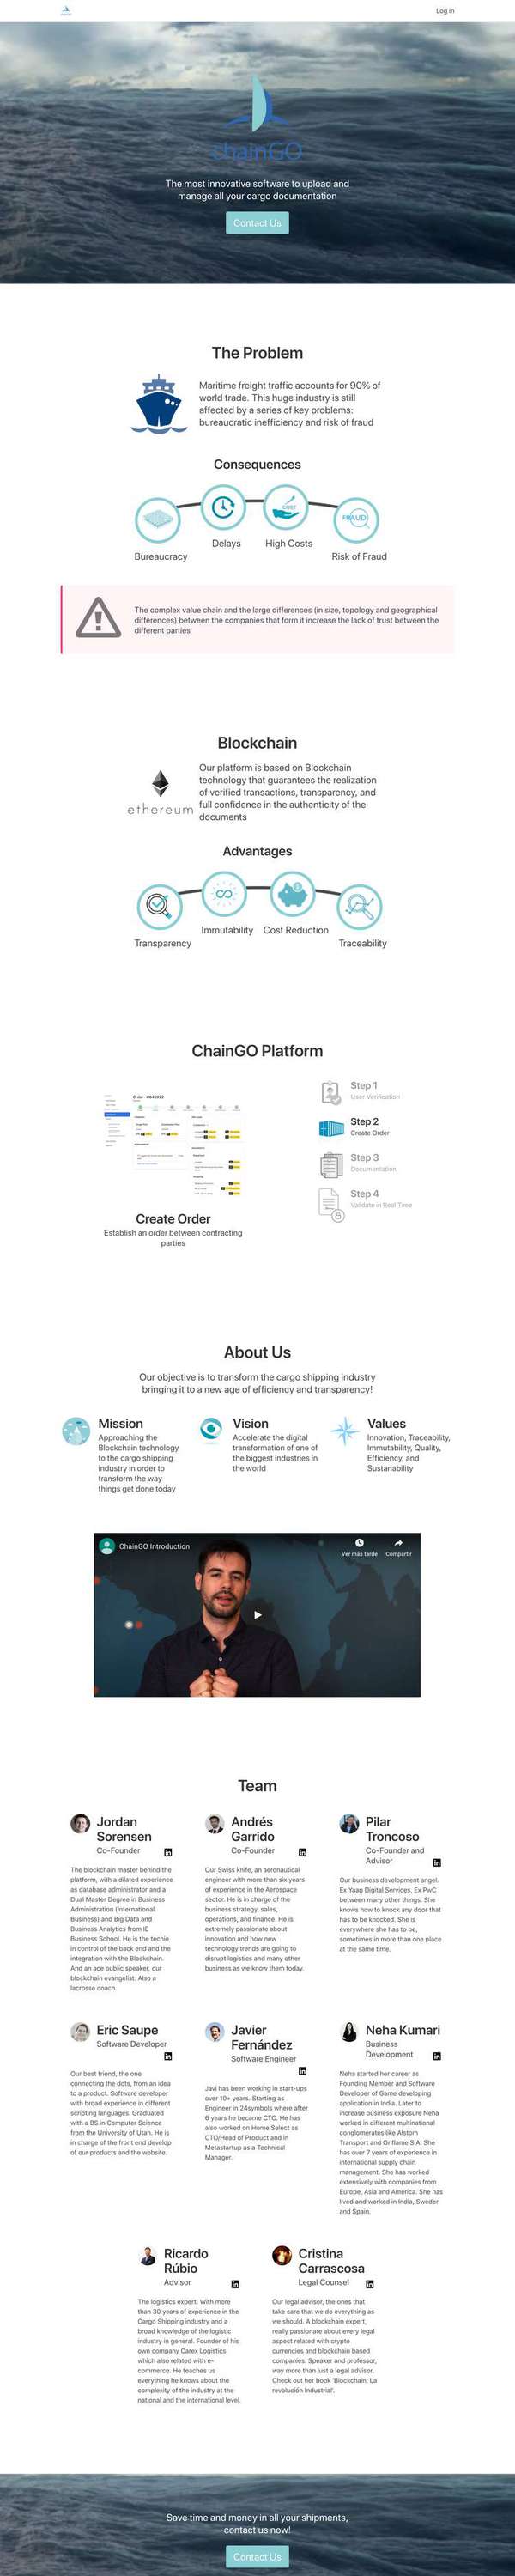 Log In
chainGO
The most innovative software to upload and
manage all your cargo documentation
Contact Us
The Problem
Maritime freight traffic accounts for 90% of
world trade. This huge industry is still
affected by a series of key problems:
bureaucratic inefficiency and risk of fraud
Consequences
COST
FRAUD
Delays
High Costs
Bureaucracy
Risk of Fraud
The complex value chain and the large differences (in size, topology and geographical
differences) between the companies that form it increase the lack of trust between the
different parties
Blockchain
Our platform is based on Blockchain
technology that guarantees the realization
of verified transactions, transparency, and
full confidence in the authenticity of the
documents
ethereum
Advantages
Immutability
Cost Reduction
Transparency
Traceability
ChainGO Platform
Step 1
User Verification
Step 2
Create Order
Step 3
Documentation
Step 4
Validate in Real Time
Create Order
Establish an order between contracting
parties
About Us
Our objective is to transform the cargo shipping industry
bringing it to a new age of efficiency and transparency!
Mission
Approaching the
Blockchain technology
to the cargo shipping
industry in order to
transform the way
things get done today
Vision
Accelerate the digital
transformation of one of
the biggest industries in
the world
Values
Innovation, Traceability,
Immutability, Quality,
Efficiency, and
Sustanability
ChainGO Introduction
Ver más tarde
Compartir
Team
Jordan
Sorensen
Co-Founder
The blockchain master behind the
platform, with a dilated experience
as database administrator and a
Dual Master Degree in Business
Administration (International
Business) and Big Data and
Business Analytics from IE
Business School. He is the techie
in control of the back end and the
integration with the Blockchain.
And an ace public speaker, our
blockchain evangelist. Also a
lacrosse coach.
Andrés
Garrido
Co-Founder
Our Swiss knife, an aeronautical
engineer with more than six years
of experience in the Aerospace
sector. He is in charge of the
business strategy, sales,
operations, and finance. He is
extremely passionate about
innovation and how new
technology trends are going to
disrupt logistics and many other
business as we know them today.
Pilar
Troncoso
Co-Founder and
Advisor
Our business development angel.
Ex Yaap Digital Services, Ex PwC
between many other things. She
knows how to knock any door that
has to be knocked. She is
everywhere she has to be,
sometimes in more than one place
at the same time.
Eric Saupe
Software Developer
Our best friend, the one
connecting the dots, from an idea
to a product. Software developer
with broad experience in different
scripting languages. Graduated
with a BS in Computer Science
from the University of Utah. He is
in charge of the front end develop
of our products and the website.
Javier
Fernández
Software Engineer
Javi has been working in start-ups
over 10+ years. Starting as
Engineer in 24symbols where after
6 years he became CTO. He has
also worked on Home Select as
CTO/Head of Product and in
Metastartup as a Technical
Manager.
Neha Kumari
Business
Development
Neha started her career as
Founding Member and Software
Developer of Game developing
application in India. Later to
increase business exposure Neha
worked in different multinational
conglomerates like Alstom
Transport and Oriflame S.A. She
has over 7 years of experience in
international supply chain
management. She has worked
extensively with companies from
Europe, Asia and America. She has
lived and worked in India, Sweden
and Spain.
Ricardo
Rúbio
Advisor
The logistics expert. With more
than 30 years of experience in the
Cargo Shipping industry and a
broad knowledge of the logistic
industry in general. Founder of his
own company Carex Logistics
which also related with e-
commerce. He teaches us
everything he knows about the
complexity of the industry at the
national and the international level.
Cristina
Carrascosa
Legal Counsel
Our legal advisor, the ones that
take care that we do everything as
we should. A blockchain expert,
really passionate about every legal
aspect related with crypto
currencies and blockchain based
companies. Speaker and professor,
way more than just a legal advisor.
Check out her book 'Blockchain: La
revolución Industrial'.
Save time and money in all your shipments,
contact us now!
Contact Us